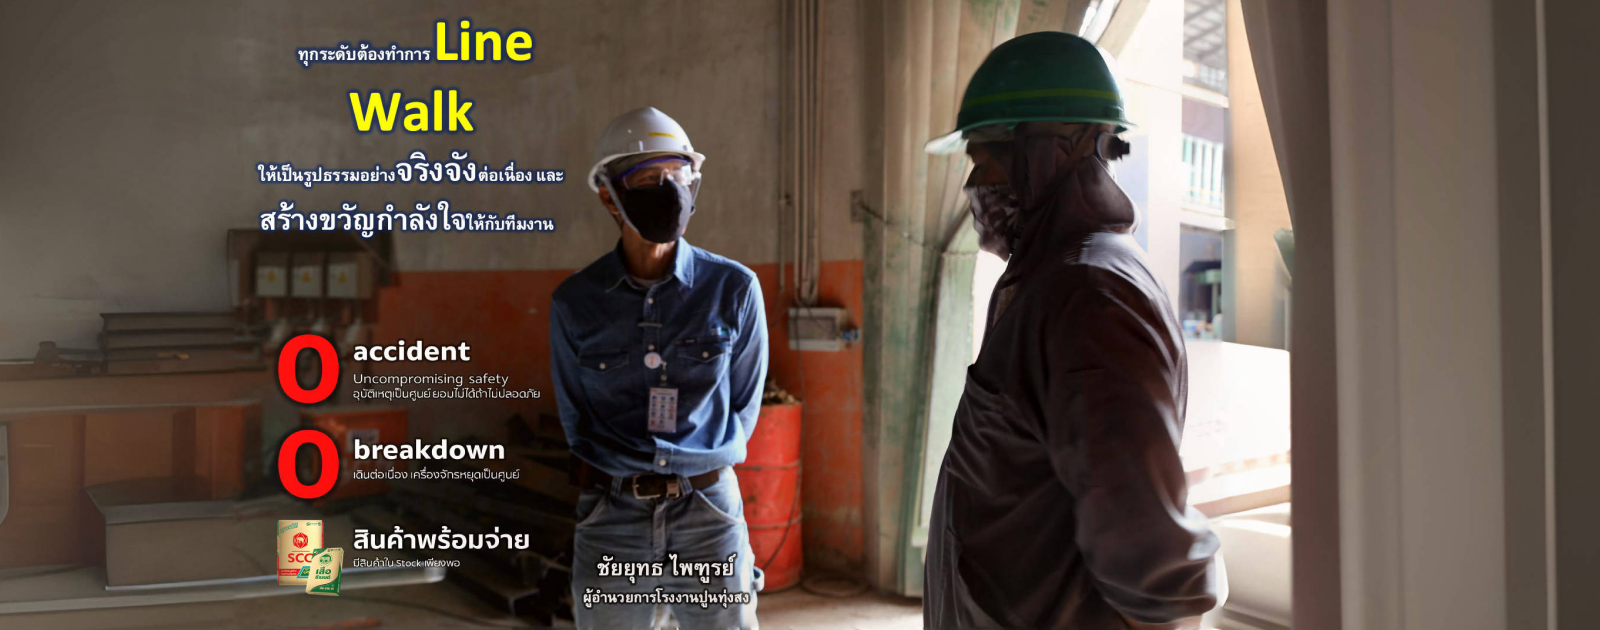 ทุกระดับต้องทำการ Line
Walk
ให้เป็นรูปธรรมอย่างจริงจังต่อเนื่อง และ
สร้างขวัญกำลังใจให้กับทีมงาน
0 accident
Uncompromising safety
อุบัติเหตุเป็นศูนย์ ยอมไม่ได้ถ้าไม่ปลอดภัย
0 breakdown
เดินต่อเนื่อง เครื่องจักรหยุดเป็นศูนย์
สินค้าพร้อมจ่าย
มีสินค้าใน Stock เพียงพอ
SCG
เสือ
ชัยยุทธ ไพฑูรย์
ผู้อำนวยการโรงงานปูนทุ่งสง